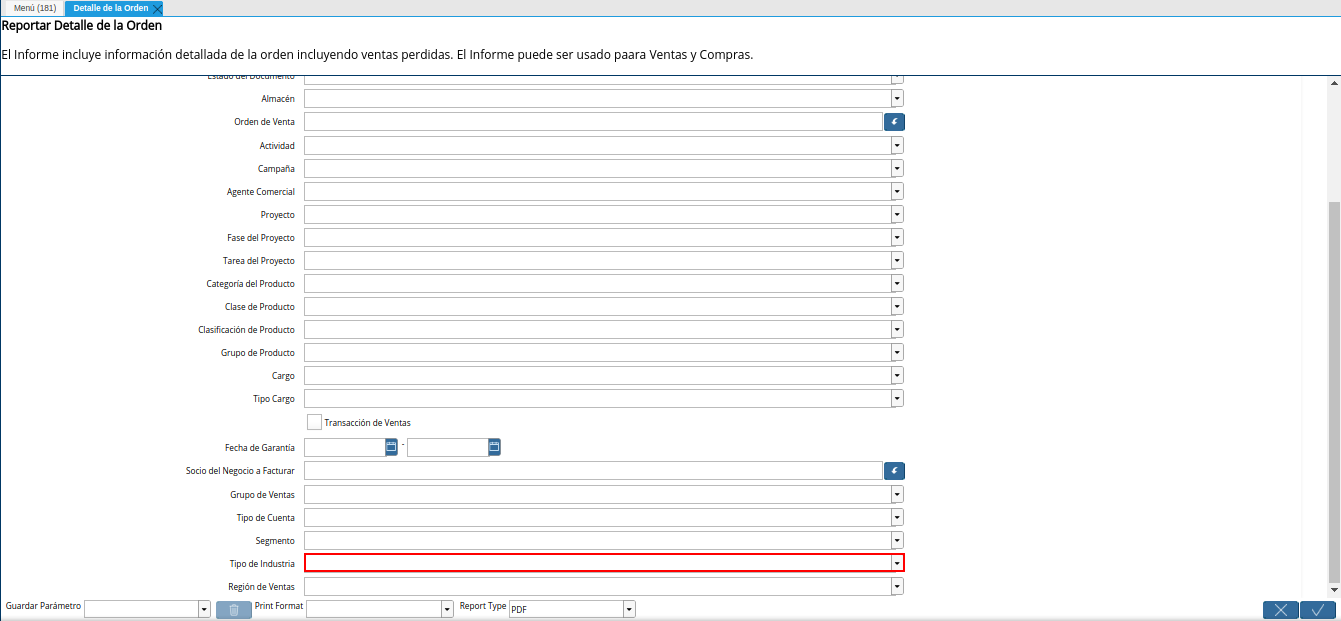 Menú (181) Detalle de la Orden
Reportar Detalle de la Orden
El Informe incluye información detallada de la orden incluyendo ventas perdidas. El Informe puede ser usado paara Ventas y Compras.
Estado del Documento
Almacén
Orden de Venta
Actividad
Campaña
Agente Comercial
Proyecto
Fase del Proyecto
Tarea del Proyecto
Categoría del Producto
Clase de Producto
Clasificación de Producto
Grupo de Producto
Cargo
Tipo Cargo
Transacción de Ventas
Fecha de Garantía -
Socio del Negocio a Facturar
Grupo de Ventas
Tipo de Cuenta
Segmento
Tipo de Industria
Región de Ventas
Guardar Parámetro Print Format Report Type PDF